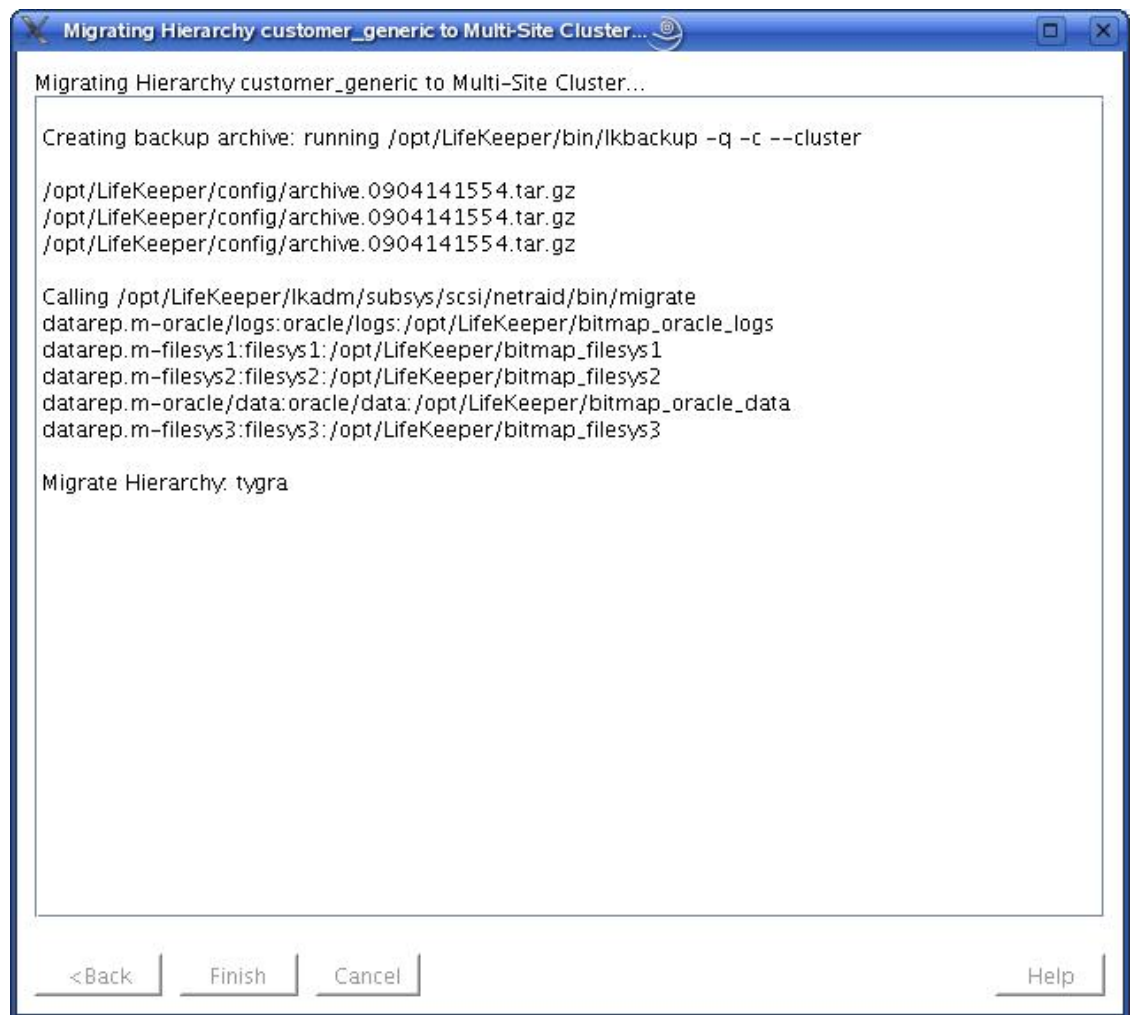 Migrating Hierarchy customer_generic to Multi-Site Cluster...
Migrating Hierarchy customer_generic to Multi-Site Cluster...
Creating backup archive: running /opt/LifeKeeper/bin/lkbackup -q -c --cluster
/opt/LifeKeeper/config/archive.0904141554.tar.gz
/opt/LifeKeeper/config/archive.0904141554.tar.gz
/opt/LifeKeeper/config/archive.0904141554.tar.gz
Calling /opt/LifeKeeper/lkadm/subsys/scsi/netraid/bin/migrate
datarep.m-oracle/logs:oracle/logs:/opt/LifeKeeper/bitmap_oracle_logs
datarep.m-filesys1:filesys1:/opt/LifeKeeper/bitmap_filesys1
datarep.m-filesys2:filesys2:/opt/LifeKeeper/bitmap_filesys2
datarep.m-oracle/data:oracle/data:/opt/LifeKeeper/bitmap_oracle_data
datarep.m-filesys3:filesys3:/opt/LifeKeeper/bitmap_filesys3
Migrate Hierarchy: tygra
<Back Finish Cancel Help